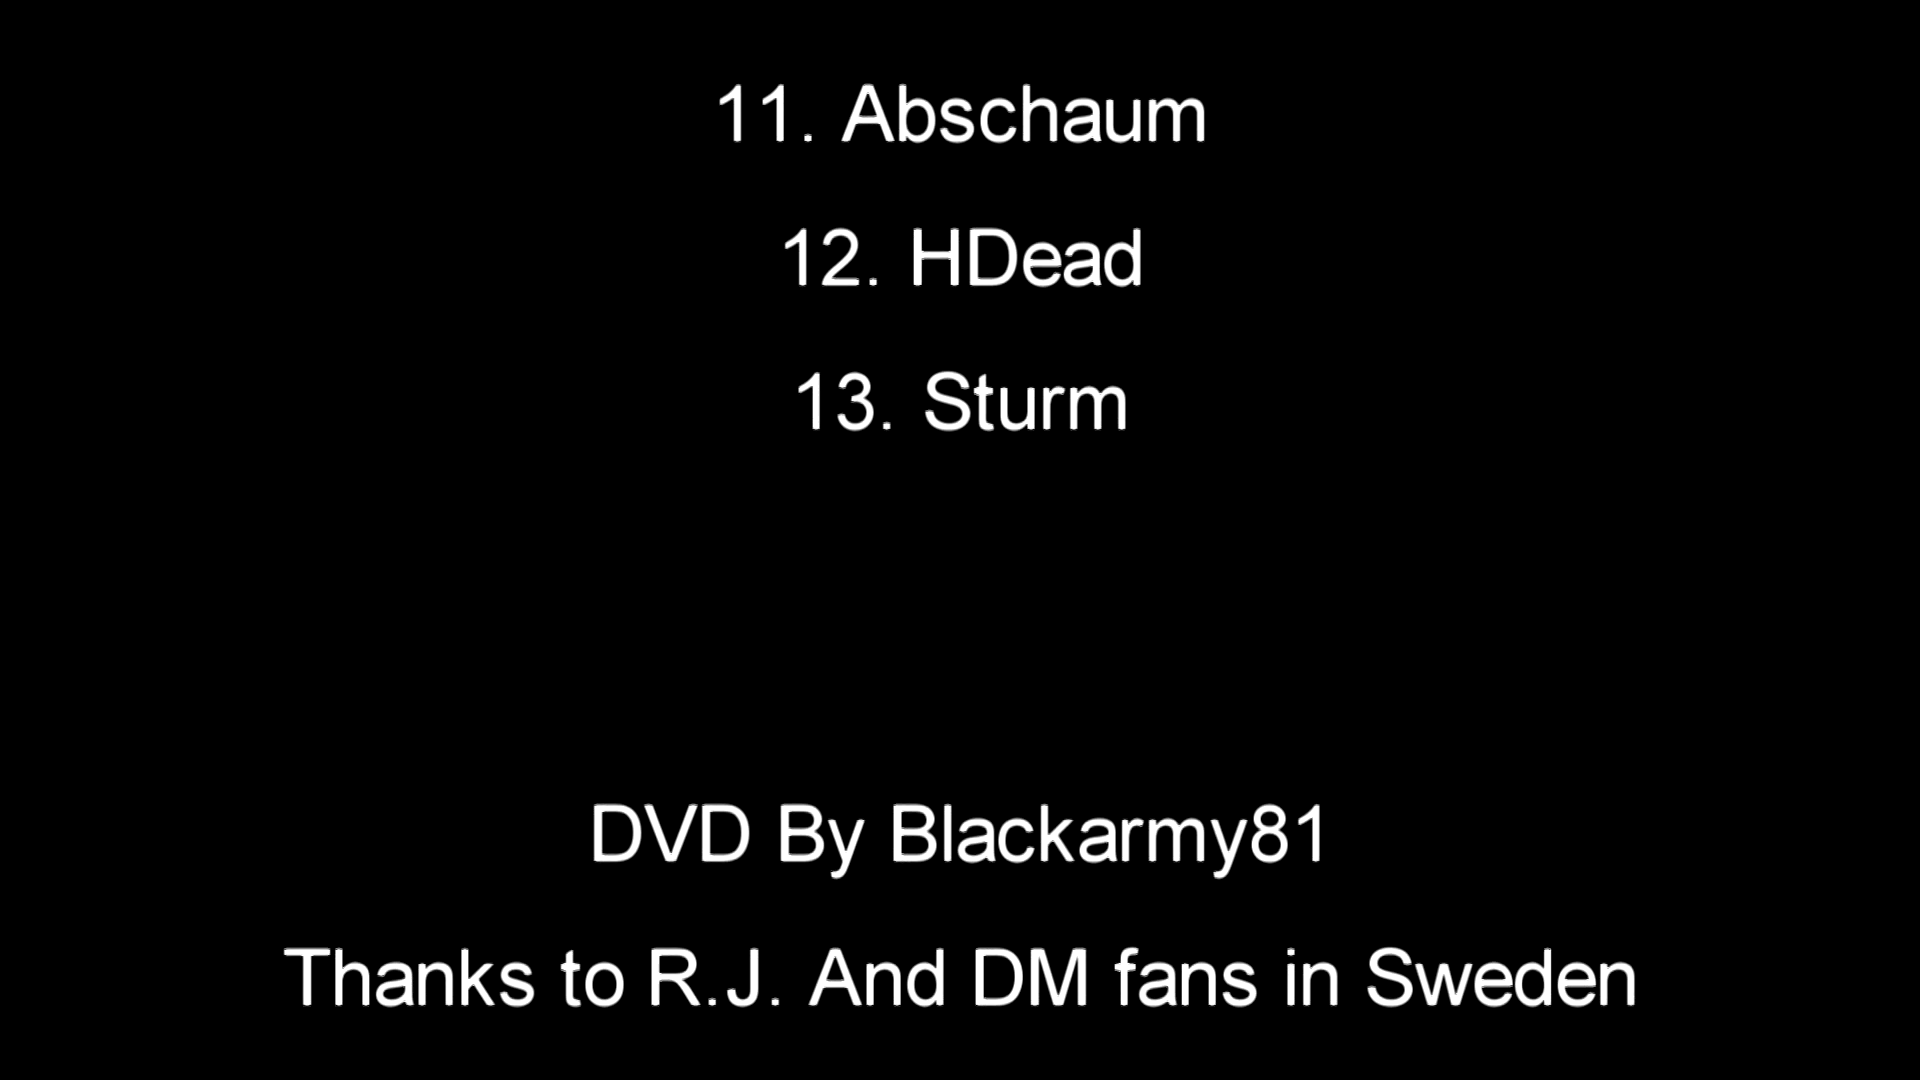 11. Abschaum
12. HDead
13. Sturm
DVD By Blackarmy81
Thanks to R.J. And DM fans in Sweden